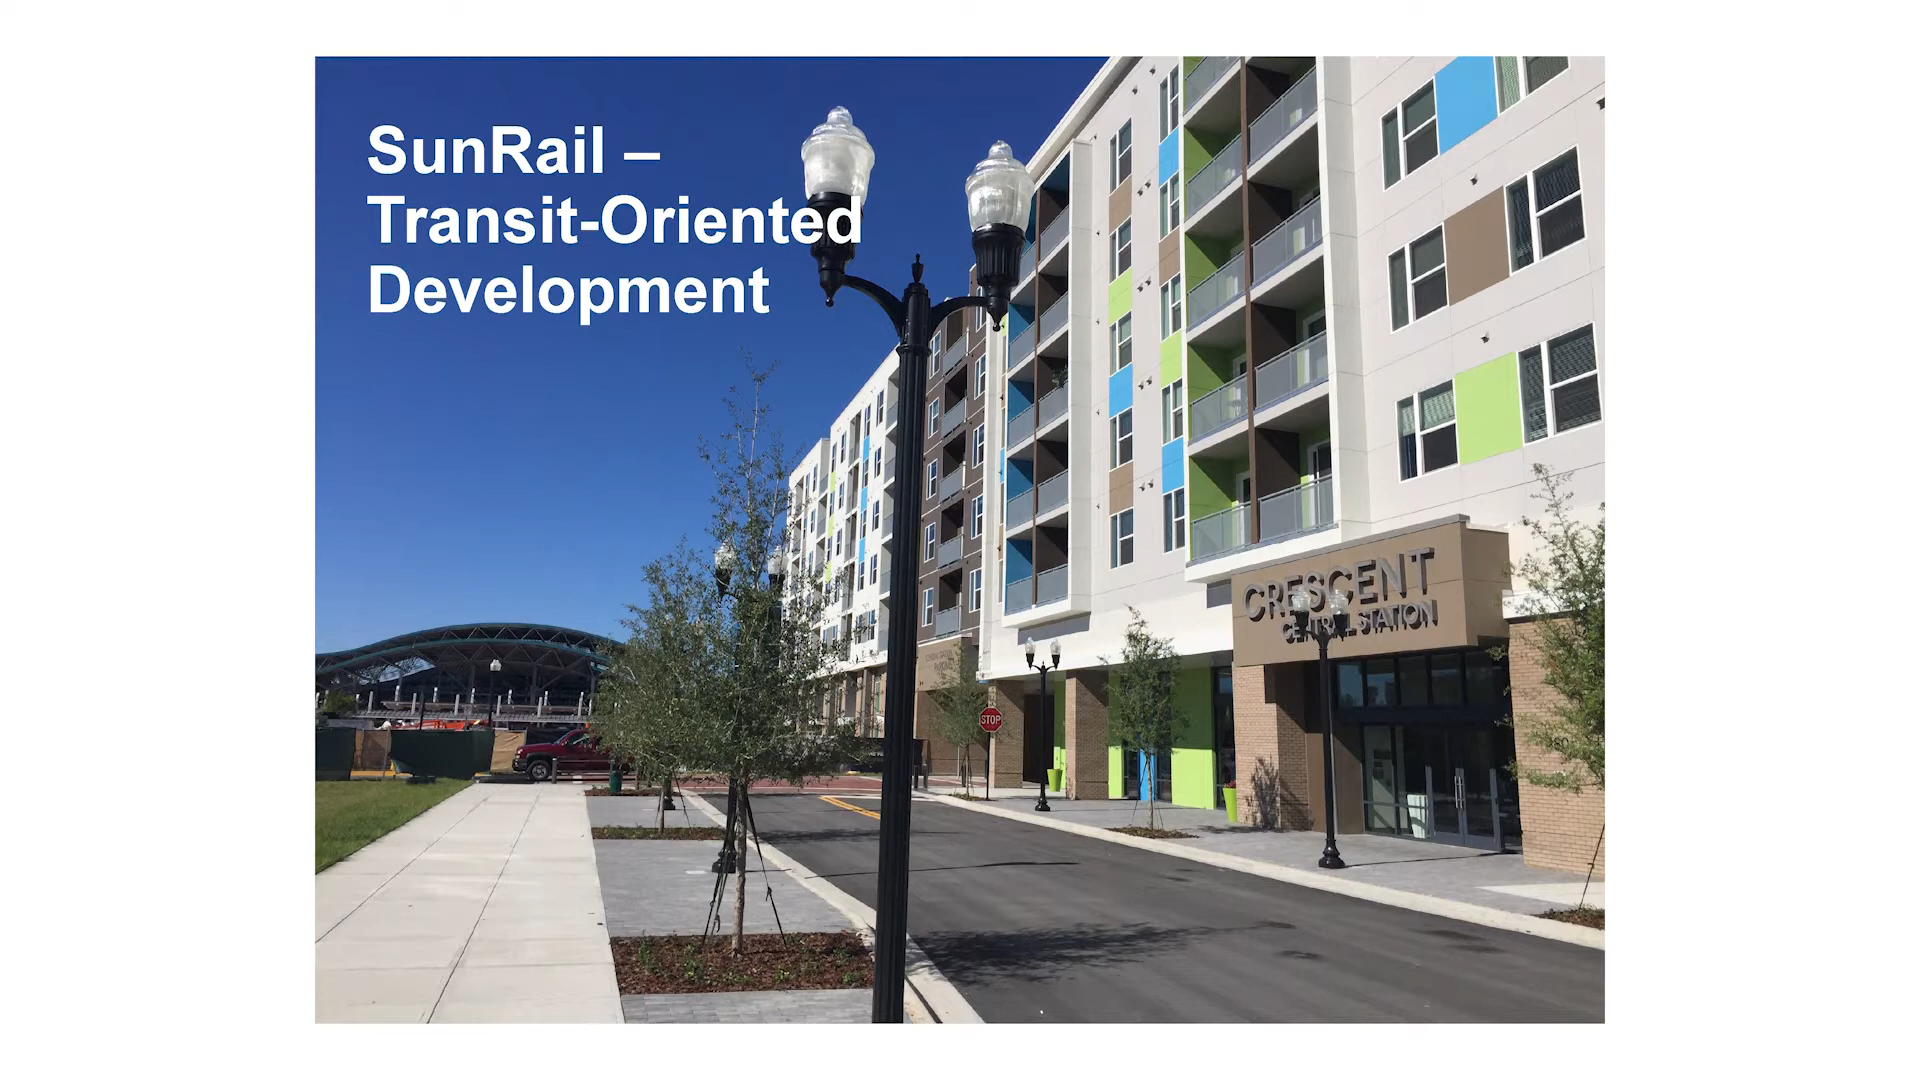 SunRail –
Transit-Oriented
Development
CRESCENT
CENTRAL STATION
STOP